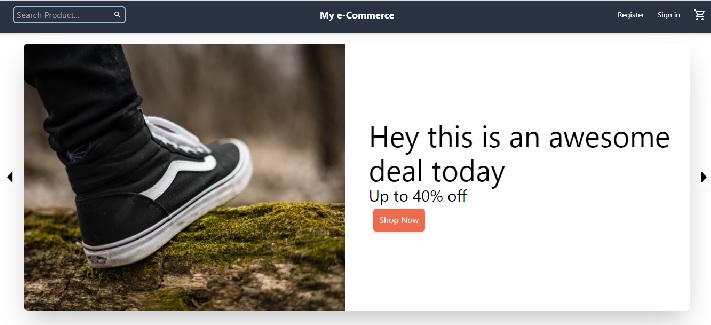 Search Product...
My e-Commerce
Register
Sign in
Hey this is an awesome
deal today
Up to 40% off
Shop Now